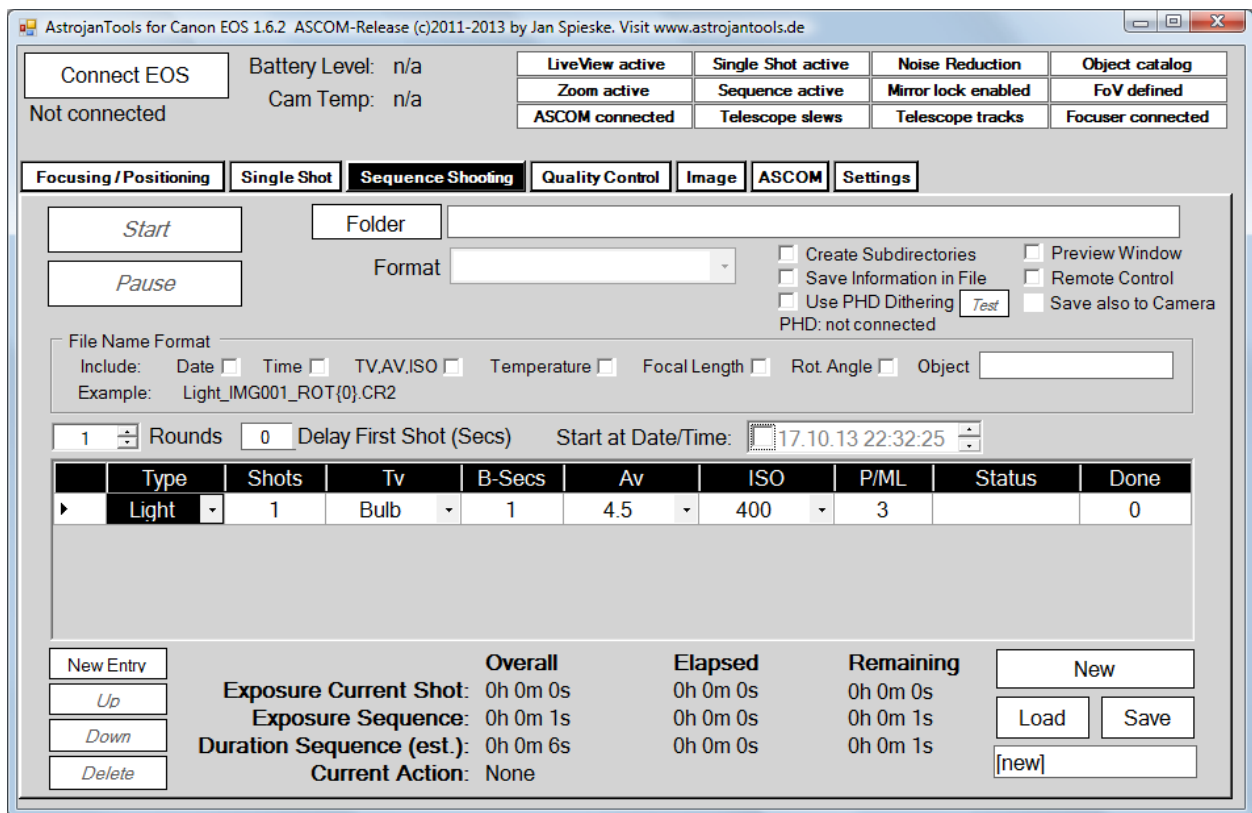 AstrojanTools for Canon EOS 1.6.2 ASCOM-Release (c)2011-2013 by Jan Spieske. Visit www.astrojantools.de
Connect EOS
Not connected
Battery Level: n/a
Cam Temp: n/a
LiveView active Single Shot active Noise Reduction Object catalog
Zoom active Sequence active Mirror lock enabled FoV defined
ASCOM connected Telescope slews Telescope tracks Focuser connected
Focusing / Positioning Single Shot Sequence Shooting Quality Control Image ASCOM Settings
Start Folder
Pause Format
Create Subdirectories Preview Window
Save Information in File Remote Control
Use PHD Dithering Test Save also to Camera
PHD: not connected
File Name Format
Include: Date Time TV,AV,ISO Temperature Focal Length Rot. Angle Object
Example: Light_IMG001_ROT{0}.CR2
1 Rounds 0 Delay First Shot (Secs) Start at Date/Time: 17.10.13 22:32:25
Type Shots Tv B-Secs Av ISO P/ML Status Done
Light 1 Bulb 1 4.5 400 3 0
New Entry
Up
Down
Delete
Overall Elapsed Remaining
Exposure Current Shot: 0h 0m 0s 0h 0m 0s 0h 0m 0s
Exposure Sequence: 0h 0m 1s 0h 0m 0s 0h 0m 1s
Duration Sequence (est.): 0h 0m 6s 0h 0m 0s 0h 0m 1s
Current Action: None
New
Load Save
[new]